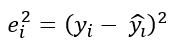 e_i^2 = (y_i − ŷ_i)^2